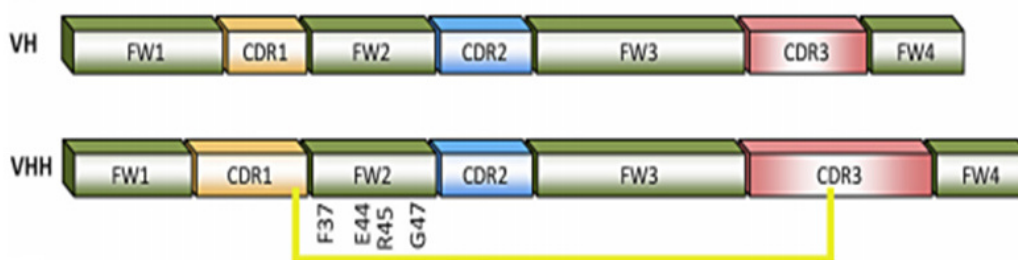 VH FW1 CDR1 FW2 CDR2 FW3 CDR3 FW4
VHH FW1 CDR1 FW2 CDR2 FW3 CDR3 FW4
F37 E44 R45 G47